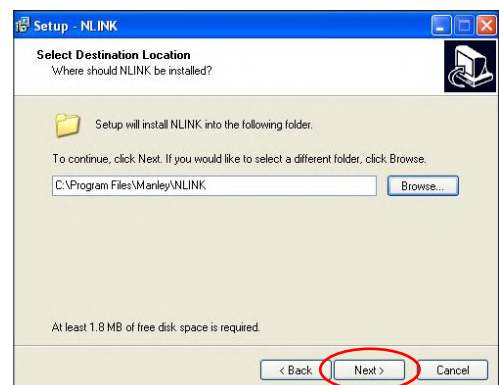 Setup - NLINK
Select Destination Location
Where should NLINK be installed?
Setup will install NLINK into the following folder.
To continue, click Next. If you would like to select a different folder, click Browse.
C:\Program Files\Manley\NLINK
Browse...
At least 1.8 MB of free disk space is required.
< Back Next > Cancel